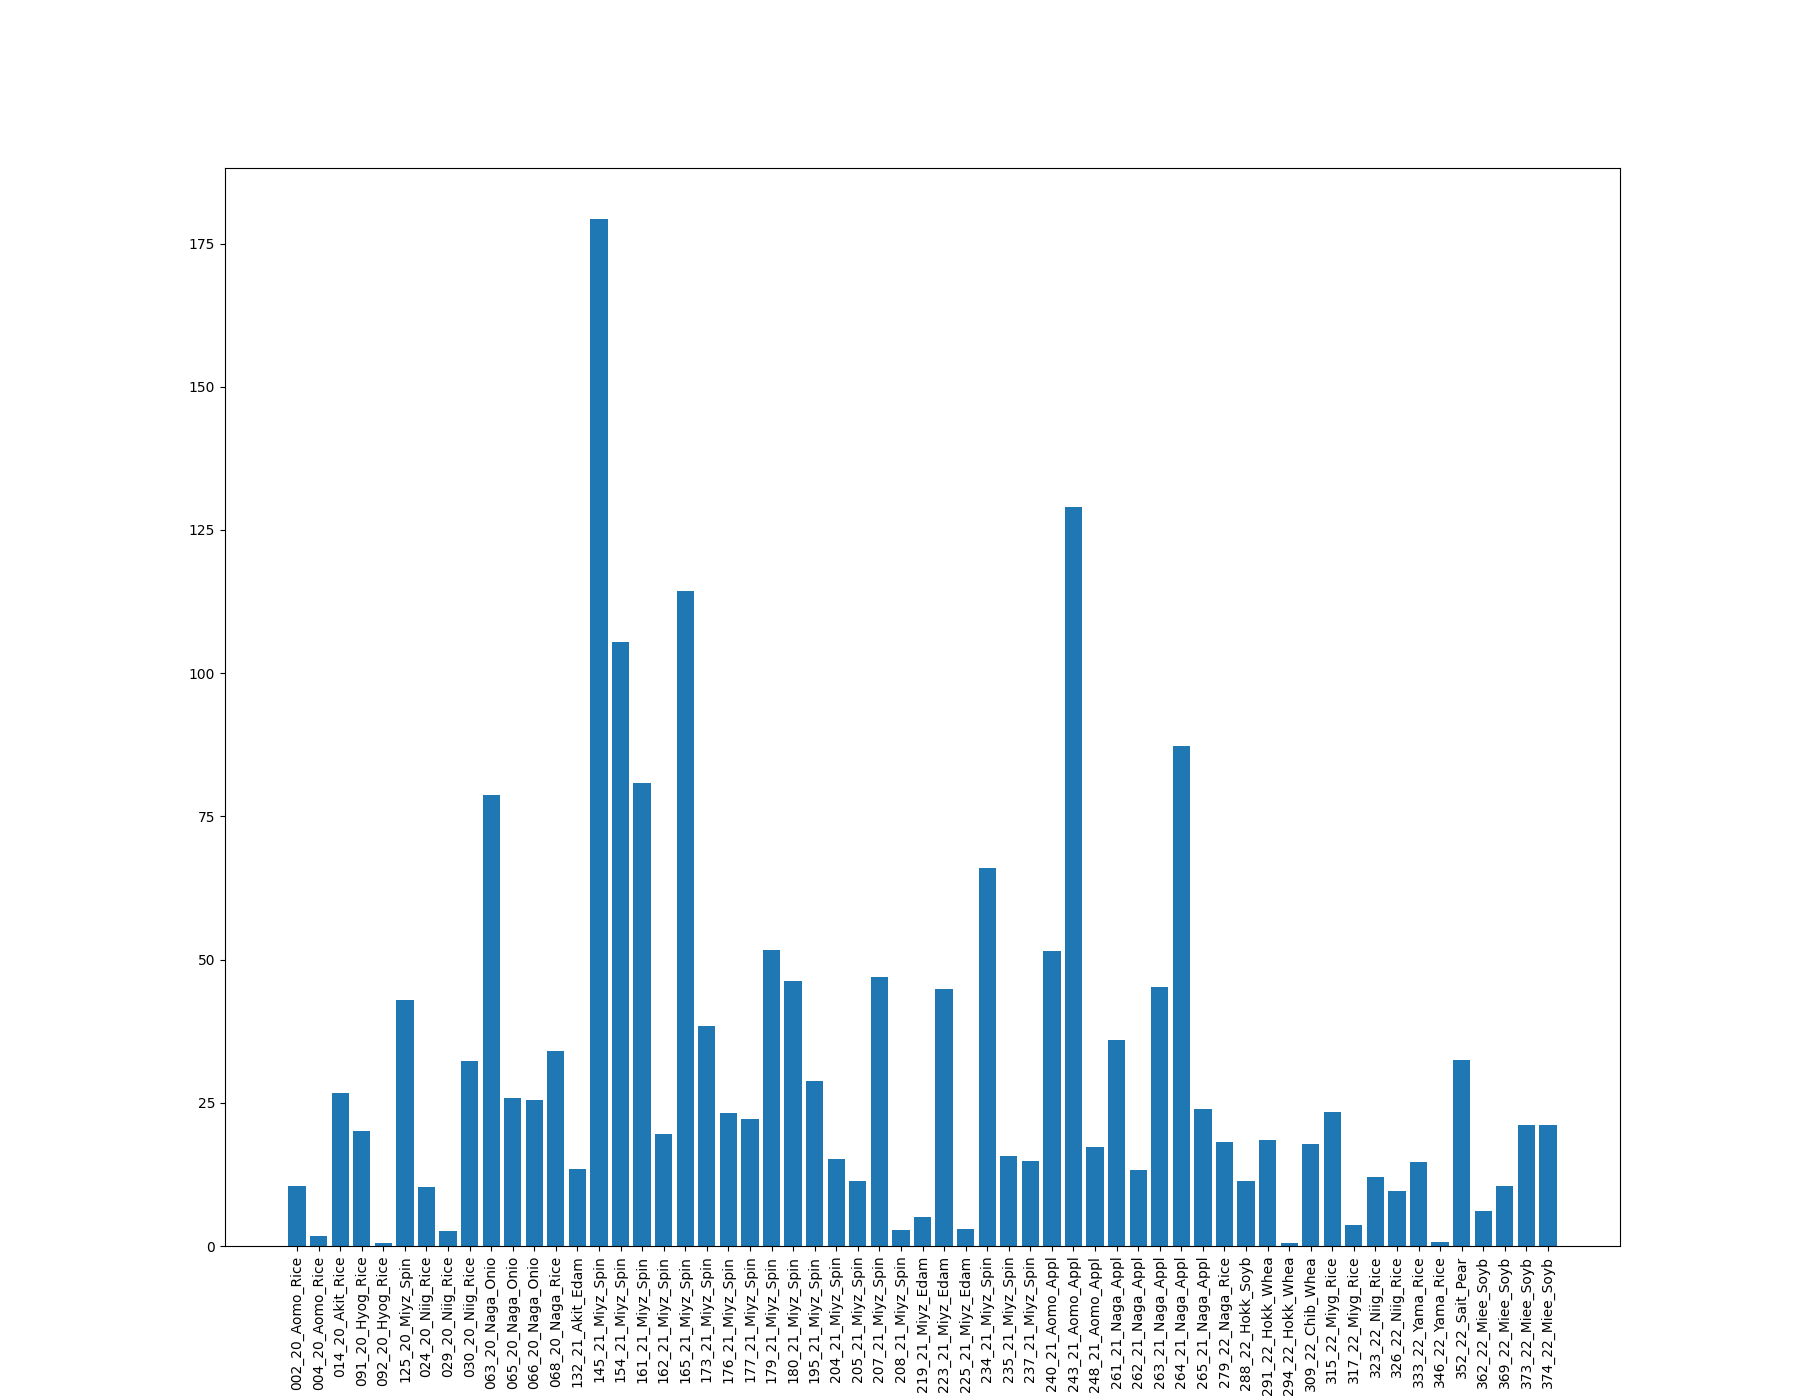 175
150
125
100
75
50
25
0
002_20_Aomo_Rice
004_20_Aomo_Rice
014_20_Akit_Rice
091_20_Hyog_Rice
092_20_Hyog_Rice
125_20_Miyz_Spin
024_20_Niig_Rice
029_20_Niig_Rice
030_20_Niig_Rice
063_20_Naga_Onio
065_20_Naga_Onio
066_20_Naga_Onio
068_20_Naga_Rice
132_21_Akit_Edam
145_21_Miyz_Spin
154_21_Miyz_Spin
161_21_Miyz_Spin
162_21_Miyz_Spin
165_21_Miyz_Spin
173_21_Miyz_Spin
176_21_Miyz_Spin
177_21_Miyz_Spin
179_21_Miyz_Spin
180_21_Miyz_Spin
195_21_Miyz_Spin
204_21_Miyz_Spin
205_21_Miyz_Spin
207_21_Miyz_Spin
208_21_Miyz_Spin
219_21_Miyz_Edam
223_21_Miyz_Edam
225_21_Miyz_Edam
234_21_Miyz_Spin
235_21_Miyz_Spin
237_21_Miyz_Spin
240_21_Aomo_Appl
243_21_Aomo_Appl
248_21_Aomo_Appl
261_21_Naga_Appl
262_21_Naga_Appl
263_21_Naga_Appl
264_21_Naga_Appl
265_21_Naga_Appl
279_22_Naga_Rice
288_22_Hokk_Soyb
291_22_Hokk_Whea
294_22_Hokk_Whea
309_22_Chib_Whea
315_22_Miyg_Rice
317_22_Miyg_Rice
323_22_Niig_Rice
326_22_Niig_Rice
333_22_Yama_Rice
346_22_Yama_Rice
352_22_Sait_Pear
362_22_Miee_Soyb
369_22_Miee_Soyb
373_22_Miee_Soyb
374_22_Miee_Soyb